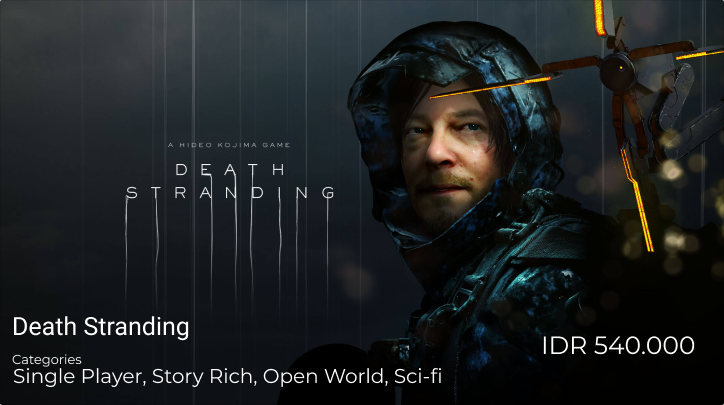 A HIDEO KOJIMA GAME
DEATH
STRANDING
Death Stranding
Categories
Single Player, Story Rich, Open World, Sci-fi
IDR 540.000